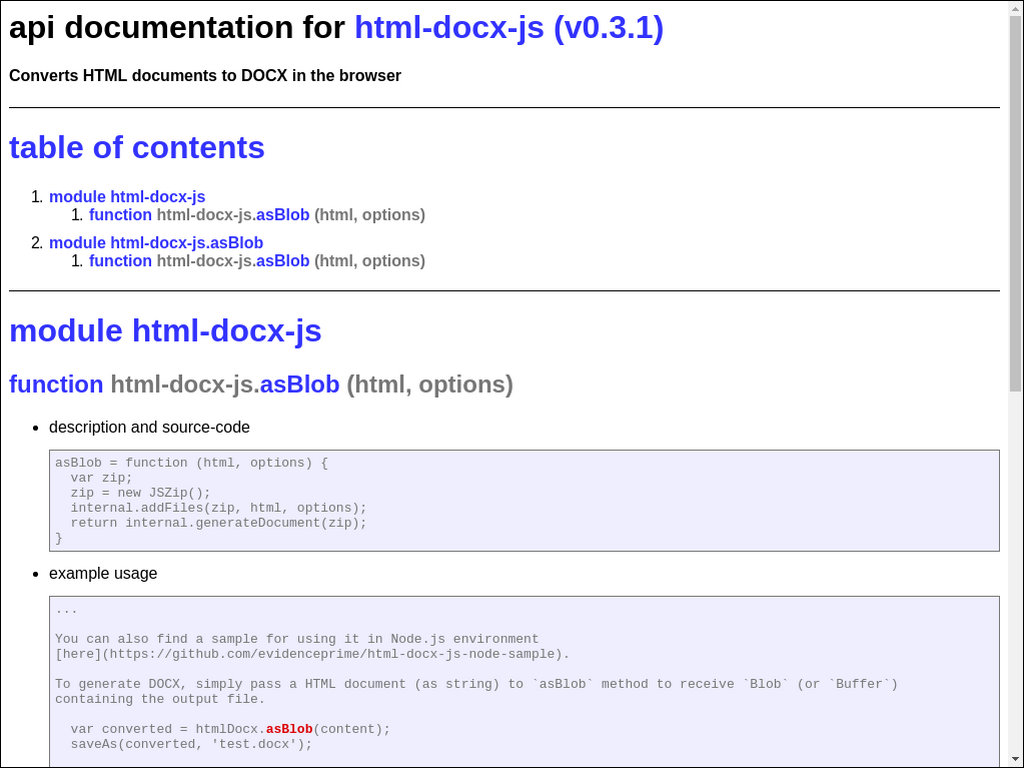 api documentation for html-docx-js (v0.3.1)
Converts HTML documents to DOCX in the browser
table of contents
1. module html-docx-js
1. function html-docx-js.asBlob (html, options)
2. module html-docx-js.asBlob
1. function html-docx-js.asBlob (html, options)
module html-docx-js
function html-docx-js.asBlob (html, options)
• description and source-code
asBlob = function (html, options) {
  var zip;
  zip = new JSZip();
  internal.addFiles(zip, html, options);
  return internal.generateDocument(zip);
}
• example usage
...
You can also find a sample for using it in Node.js environment
[here](https://github.com/evidenceprime/html-docx-js-node-sample).
To generate DOCX, simply pass a HTML document (as string) to `asBlob` method to receive `Blob` (or `Buffer`)
containing the output file.
  var converted = htmlDocx.asBlob(content);
  saveAs(converted, 'test.docx');